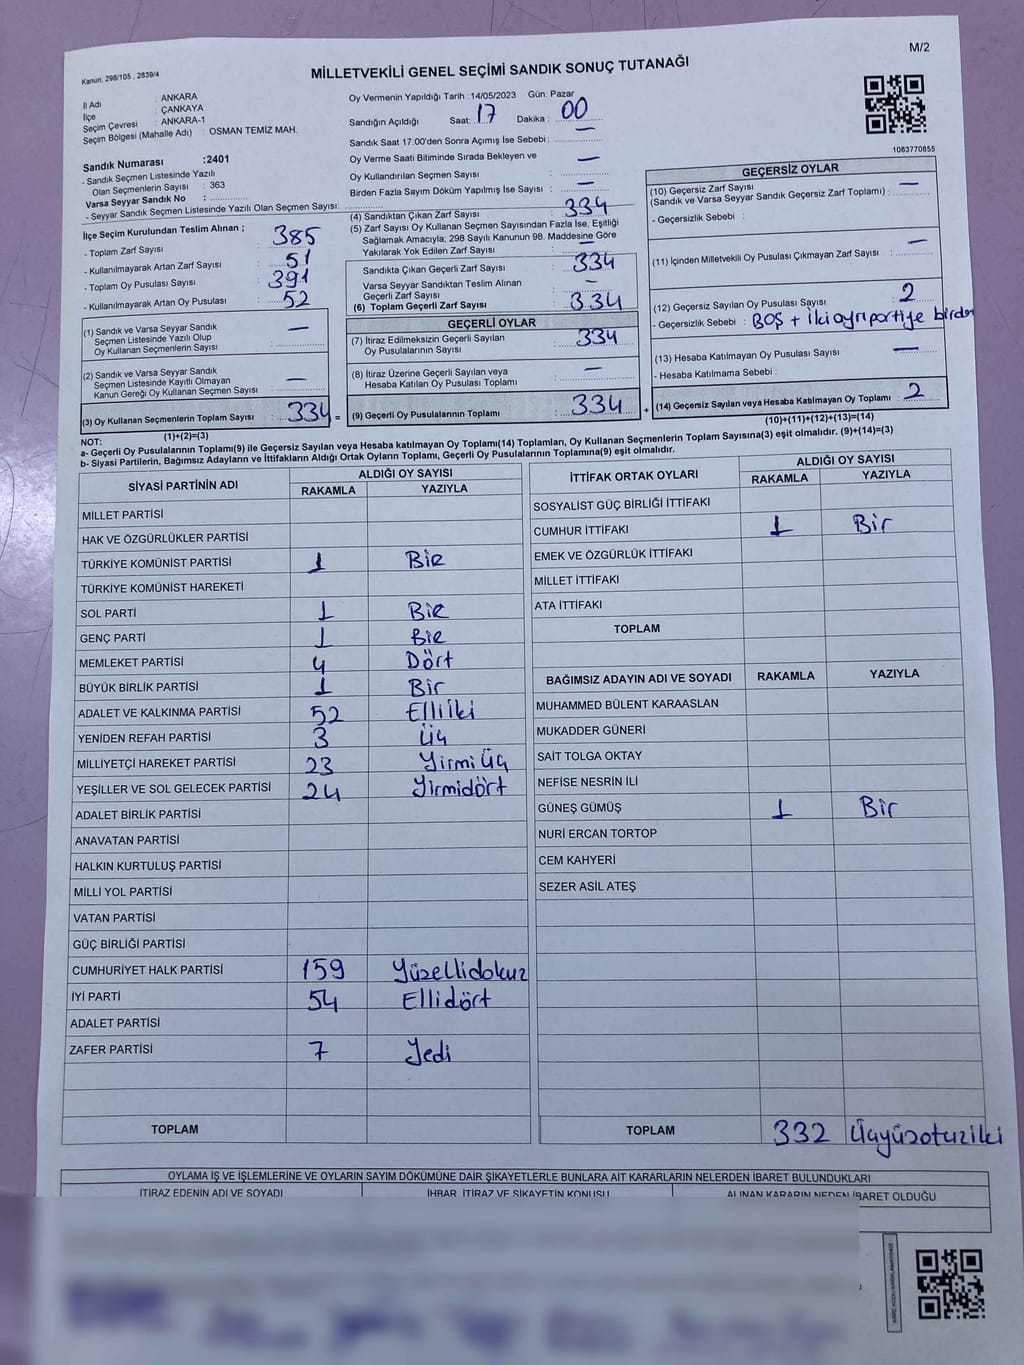 M/2
Kanun, 298/105 , 2839/4
MİLLETVEKİLİ GENEL SEÇİMİ SANDIK SONUÇ TUTANAĞI
İl Adı : ANKARA
İlçe : ÇANKAYA
Seçim Çevresi : ANKARA-1
Seçim Bölgesi (Mahalle Adı) : OSMAN TEMİZ MAH.
Sandık Numarası :2401
- Sandık Seçmen Listesinde Yazılı
Olan Seçmenlerin Sayısı : 363
Varsa Seyyar Sandık No :
- Seyyar Sandık Seçmen Listesinde Yazılı Olan Seçmen Sayısı:
İlçe Seçim Kurulundan Teslim Alınan ;
- Toplam Zarf Sayısı : 385
- Kullanılmayarak Artan Zarf Sayısı : 51
- Toplam Oy Pusulası Sayısı : 391
- Kullanılmayarak Artan Oy Pusulası : 52
(1) Sandık ve Varsa Seyyar Sandık
Seçmen Listesinde Yazılı Olup
Oy Kullanan Seçmenlerin Sayısı : —
(2) Sandık ve Varsa Seyyar Sandık
Seçmen Listesinde Kayıtlı Olmayan
Kanun Gereği Oy Kullanan Seçmen Sayısı : —
(3) Oy Kullanan Seçmenlerin Toplam Sayısı : 334 =
(1)+(2)=(3)
Oy Vermenin Yapıldığı Tarih :14/05/2023 Gün: Pazar
Sandığın Açıldığı Saat: 17 Dakika : 00
Sandık Saat 17:00'den Sonra Açımış İse Sebebi : —
Oy Verme Saati Bitiminde Sırada Bekleyen ve
Oy Kullandırılan Seçmen Sayısı : —
Birden Fazla Sayım Döküm Yapılmış İse Sayısı : —
(4) Sandıktan Çıkan Zarf Sayısı : 334
(5) Zarf Sayısı Oy Kullanan Seçmen Sayısından Fazla İse, Eşitliği
Sağlamak Amacıyla; 298 Sayılı Kanunun 98. Maddesine Göre
Yakılarak Yok Edilen Zarf Sayısı : —
Sandıkta Çıkan Geçerli Zarf Sayısı : 334
Varsa Seyyar Sandıktan Teslim Alınan
Geçerli Zarf Sayısı : —
(6) Toplam Geçerli Zarf Sayısı : 334
GEÇERLİ OYLAR
(7) İtiraz Edilmeksizin Geçerli Sayılan
Oy Pusulalarının Sayısı : 334
(8) İtiraz Üzerine Geçerli Sayılan veya
Hesaba Katılan Oy Pusulası Toplamı : —
(9) Geçerli Oy Pusulalarının Toplamı : 334 +
1083770855
GEÇERSİZ OYLAR
(10) Geçersiz Zarf Sayısı
(Sandık ve Varsa Seyyar Sandık Geçersiz Zarf Toplamı) : —
- Geçersizlik Sebebi :
(11) İçinden Milletvekili Oy Pusulası Çıkmayan Zarf Sayısı : —
(12) Geçersiz Sayılan Oy Pusulası Sayısı : 2
- Geçersizlik Sebebi : BOŞ + iki ayrı partiye birden
(13) Hesaba Katılmayan Oy Pusulası Sayısı : —
- Hesaba Katılmama Sebebi :
(14) Geçersiz Sayılan veya Hesaba Katılmayan Oy Toplamı : 2
(10)+(11)+(12)+(13)=(14)
NOT:
a- Geçerli Oy Pusulalarının Toplamı(9) ile Geçersiz Sayılan veya Hesaba katılmayan Oy Toplamı(14) Toplamları, Oy Kullanan Seçmenlerin Toplam Sayısına(3) eşit olmalıdır. (9)+(14)=(3)
b- Siyasi Partilerin, Bağımsız Adayların ve İttifakların Aldığı Ortak Oyların Toplamı, Geçerli Oy Pusulalarının Toplamına(9) eşit olmalıdır.
SİYASİ PARTİNİN ADI ALDIĞI OY SAYISI
RAKAMLA YAZIYLA
MİLLET PARTİSİ
HAK VE ÖZGÜRLÜKLER PARTİSİ
TÜRKİYE KOMÜNİST PARTİSİ 1 Bir
TÜRKİYE KOMÜNİST HAREKETİ
SOL PARTİ 1 Bir
GENÇ PARTİ 1 Bir
MEMLEKET PARTİSİ 4 Dört
BÜYÜK BİRLİK PARTİSİ 1 Bir
ADALET VE KALKINMA PARTİSİ 52 Elliiki
YENİDEN REFAH PARTİSİ 3 Üç
MİLLİYETÇİ HAREKET PARTİSİ 23 Yirmi Üç
YEŞİLLER VE SOL GELECEK PARTİSİ 24 Yirmidört
ADALET BİRLİK PARTİSİ
ANAVATAN PARTİSİ
HALKIN KURTULUŞ PARTİSİ
MİLLİ YOL PARTİSİ
VATAN PARTİSİ
GÜÇ BİRLİĞİ PARTİSİ
CUMHURİYET HALK PARTİSİ 159 Yüzellidokuz
İYİ PARTİ 54 Ellidört
ADALET PARTİSİ
ZAFER PARTİSİ 7 Yedi
TOPLAM
İTTİFAK ORTAK OYLARI ALDIĞI OY SAYISI
RAKAMLA YAZIYLA
SOSYALİST GÜÇ BİRLİĞİ İTTİFAKI
CUMHUR İTTİFAKI 1 Bir
EMEK VE ÖZGÜRLÜK İTTİFAKI
MİLLET İTTİFAKI
ATA İTTİFAKI
TOPLAM
BAĞIMSIZ ADAYIN ADI VE SOYADI RAKAMLA YAZIYLA
MUHAMMED BÜLENT KARAASLAN
MUKADDER GÜNERİ
SAİT TOLGA OKTAY
NEFİSE NESRİN İLİ
GÜNEŞ GÜMÜŞ 1 Bir
NURİ ERCAN TORTOP
CEM KAHYERİ
SEZER ASİL ATEŞ
TOPLAM 332 Üçyüzotuziki
OYLAMA İŞ VE İŞLEMLERİNE VE OYLARIN SAYIM DÖKÜMÜNE DAİR ŞİKAYETLERLE BUNLARA AİT KARARLARIN NELERDEN İBARET BULUNDUKLARI
İTİRAZ EDENİN ADI VE SOYADI İHBAR, İTİRAZ VE ŞİKAYETİN KONUSU ALINAN KARARIN NEDEN İBARET OLDUĞU